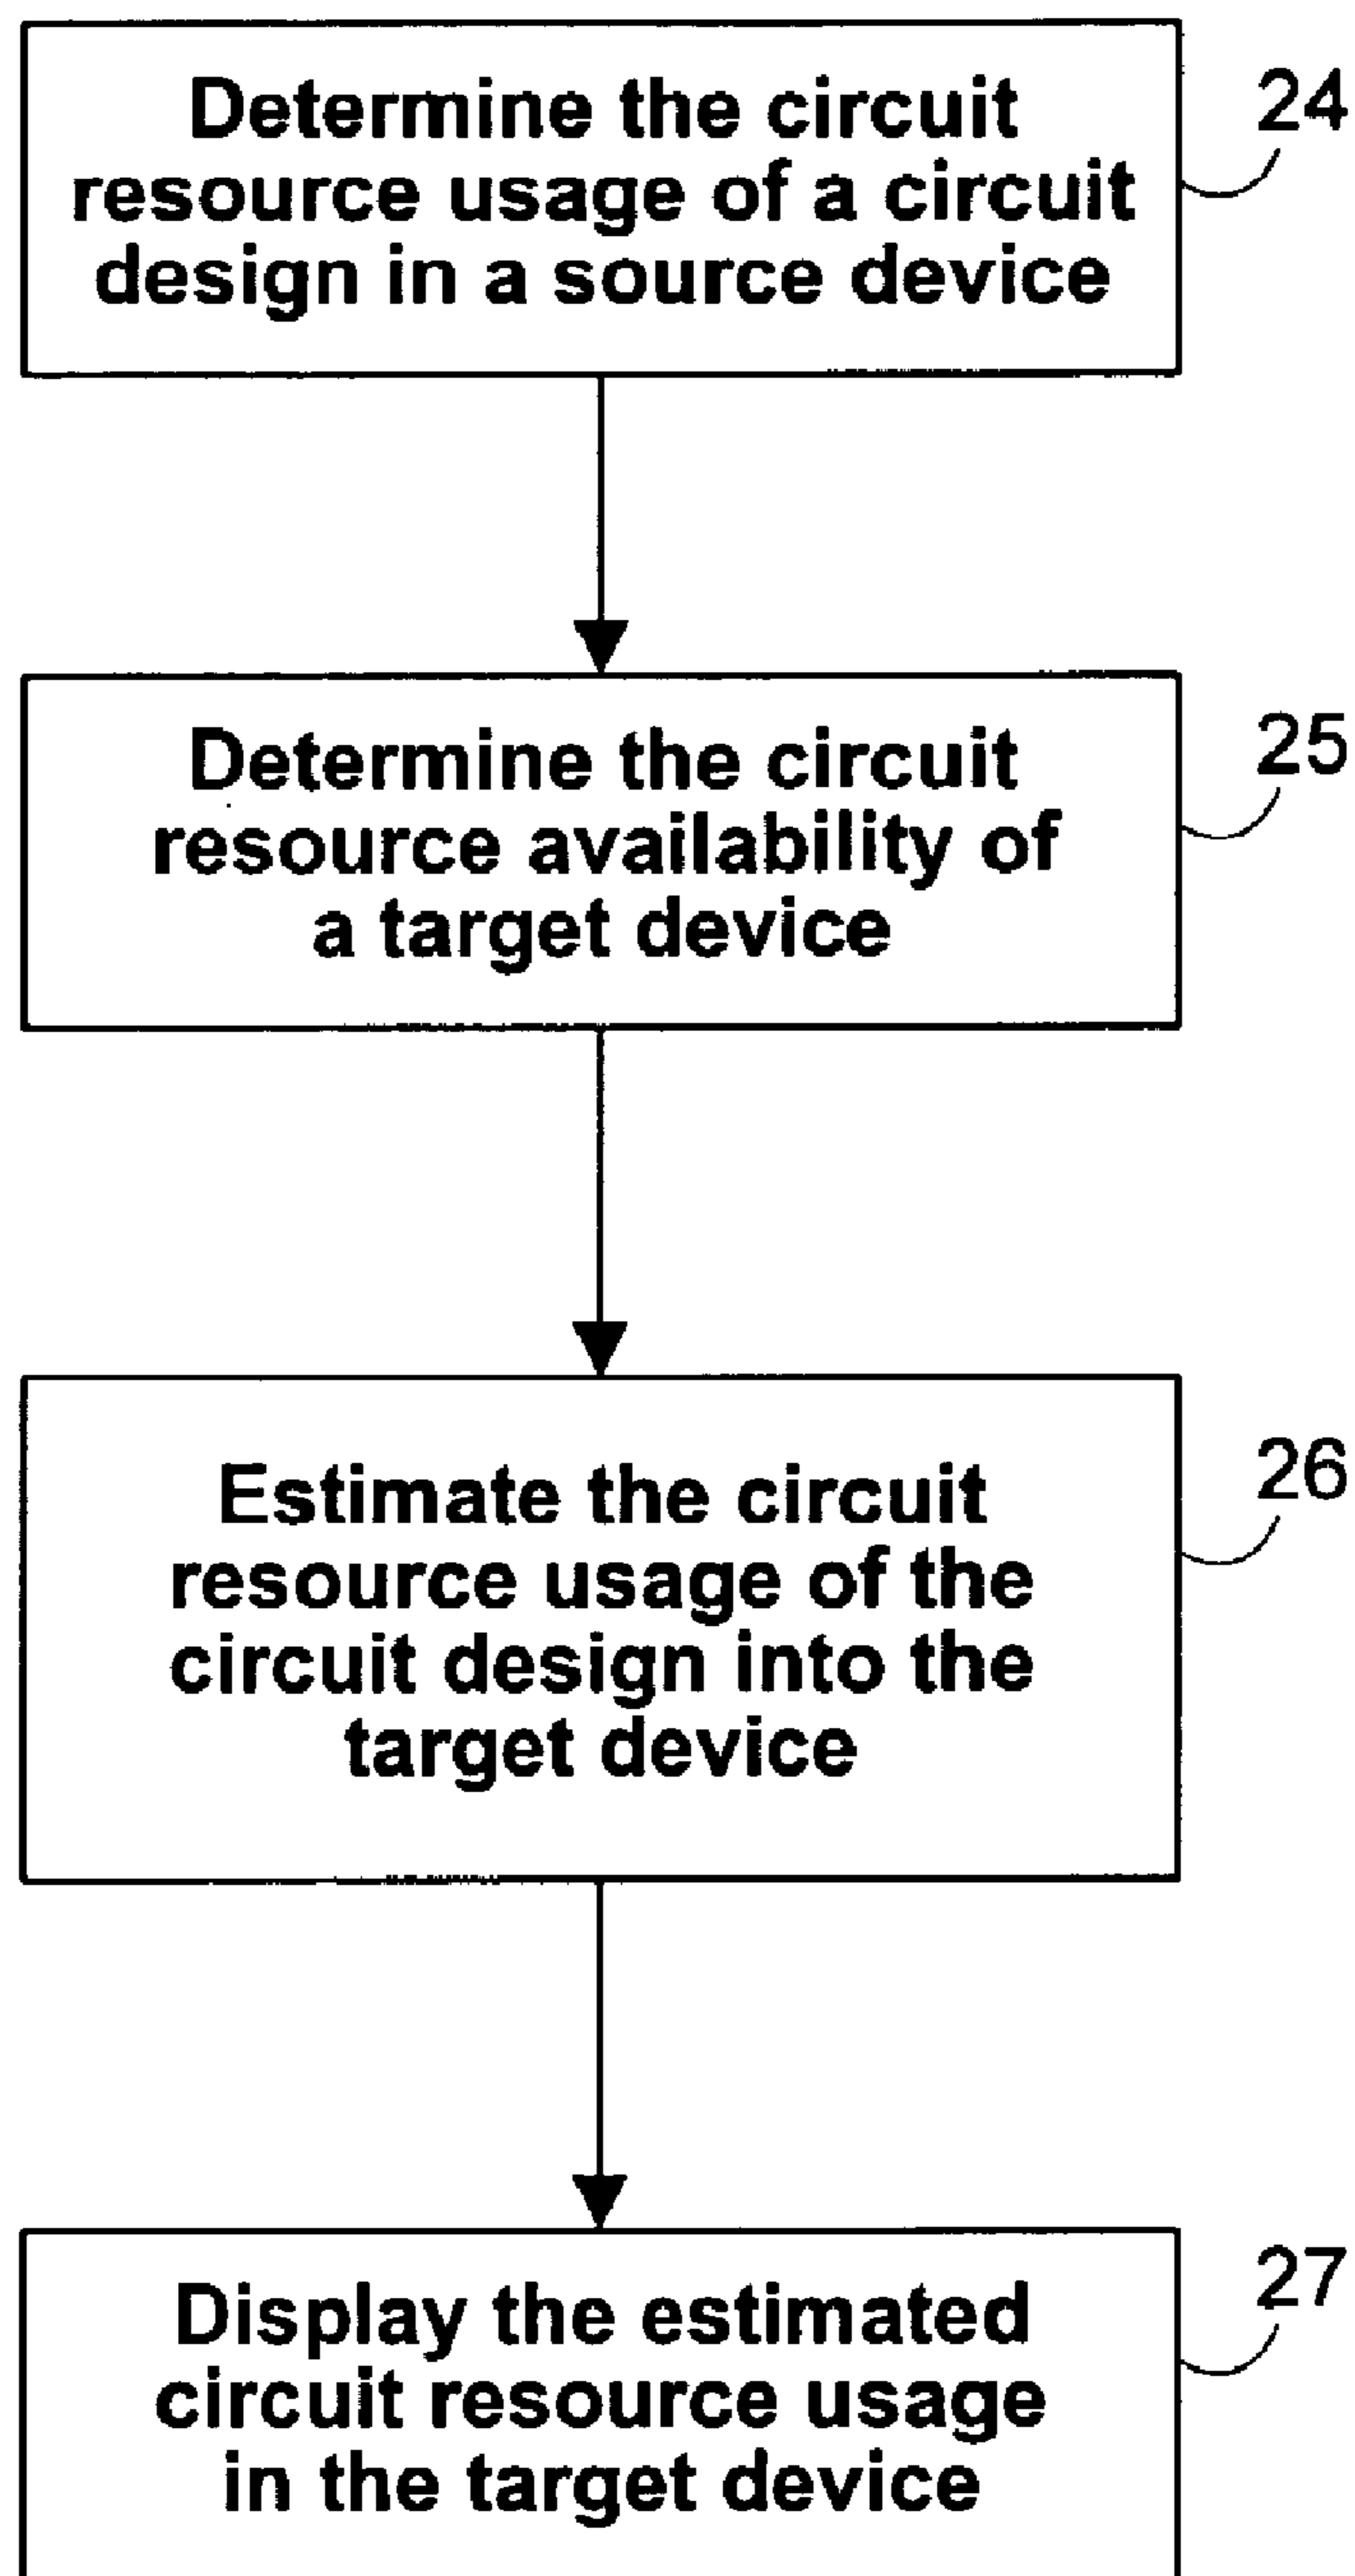 Determine the circuit
resource usage of a circuit
design in a source device
24
Determine the circuit
resource availability of
a target device
25
Estimate the circuit
resource usage of the
circuit design into the
target device
26
Display the estimated
circuit resource usage
in the target device
27